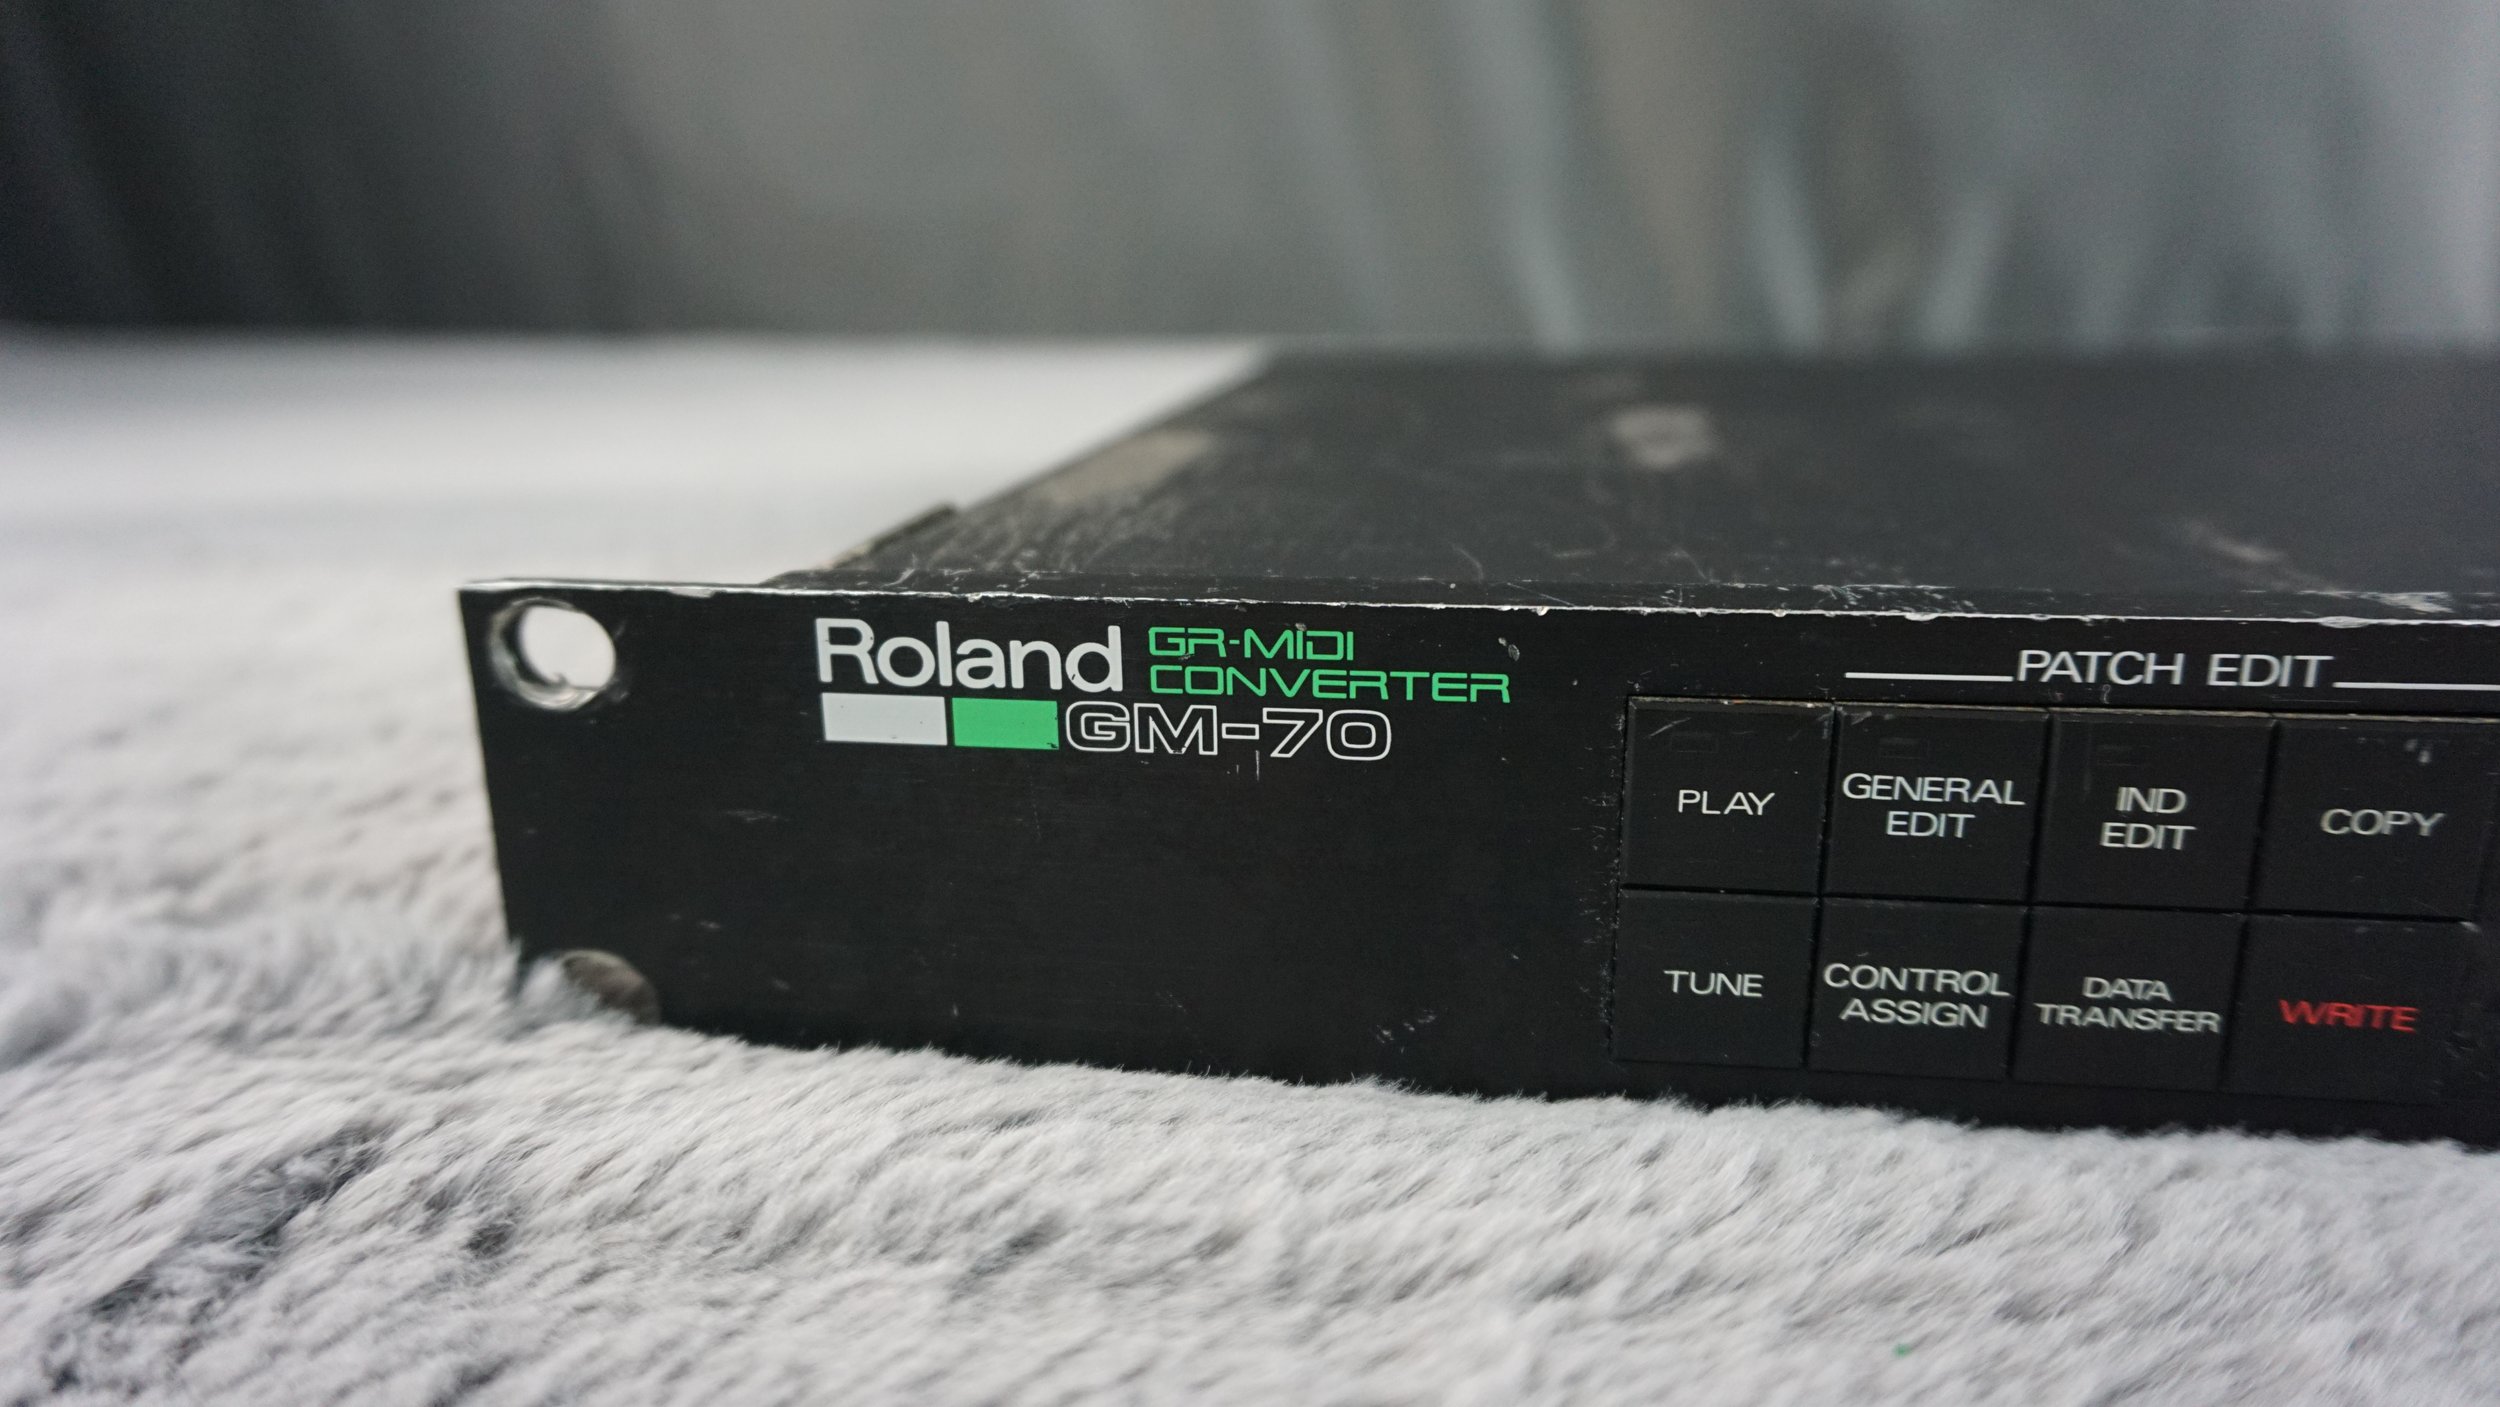 Roland GR-MIDI
CONVERTER
GM-70
PATCH EDIT
PLAY
GENERAL
EDIT
IND
EDIT
COPY
TUNE
CONTROL
ASSIGN
DATA
TRANSFER
WRITE